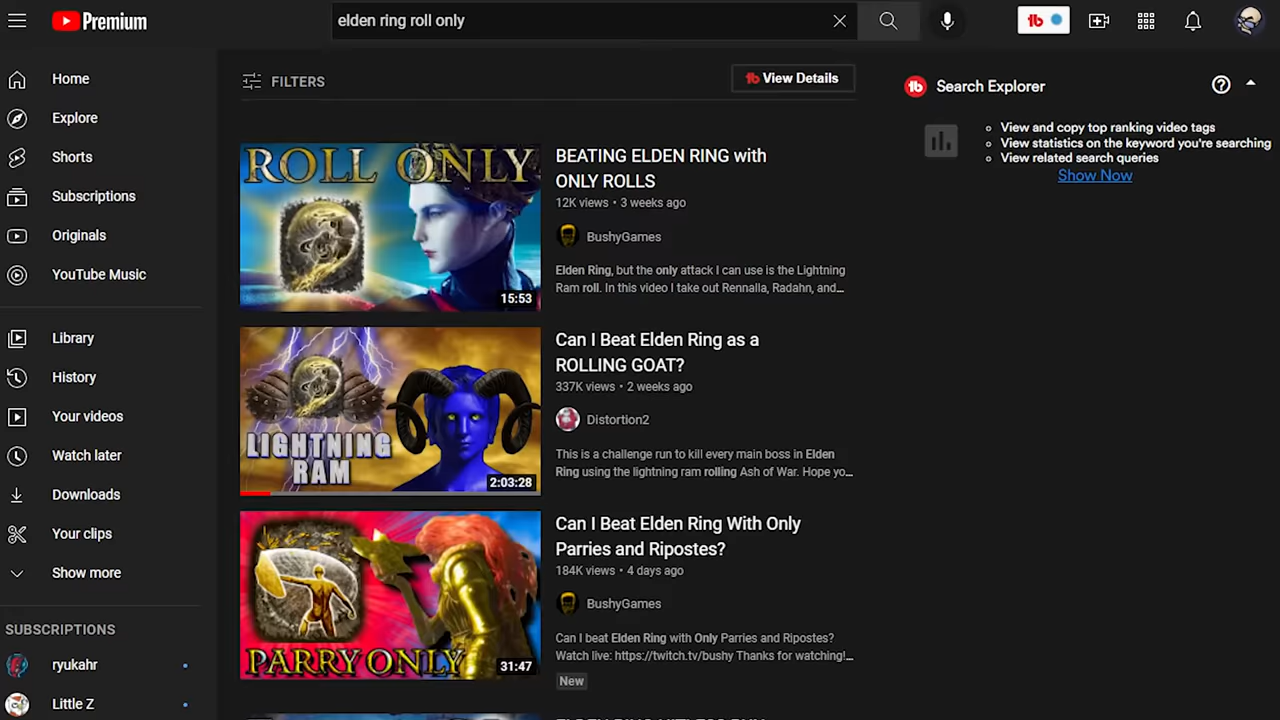 Premium
elden ring roll only
Home
Explore
Shorts
Subscriptions
Originals
YouTube Music
Library
History
Your videos
Watch later
Downloads
Your clips
Show more
SUBSCRIPTIONS
ryukahr
Little Z
FILTERS
tb View Details
ROLL ONLY
15:53
BEATING ELDEN RING with
ONLY ROLLS
12K views • 3 weeks ago
BushyGames
Elden Ring, but the only attack I can use is the Lightning
Ram roll. In this video I take out Rennalla, Radahn, and...
LIGHTNING
RAM
2:03:28
Can I Beat Elden Ring as a
ROLLING GOAT?
337K views • 2 weeks ago
Distortion2
This is a challenge run to kill every main boss in Elden
Ring using the lightning ram rolling Ash of War. Hope yo...
PARRY ONLY
31:47
Can I Beat Elden Ring With Only
Parries and Ripostes?
184K views • 4 days ago
BushyGames
Can I beat Elden Ring with Only Parries and Ripostes?
Watch live: https://twitch.tv/bushy Thanks for watching!...
New
tb
tb Search Explorer
View and copy top ranking video tags
View statistics on the keyword you're searching
View related search queries
Show Now